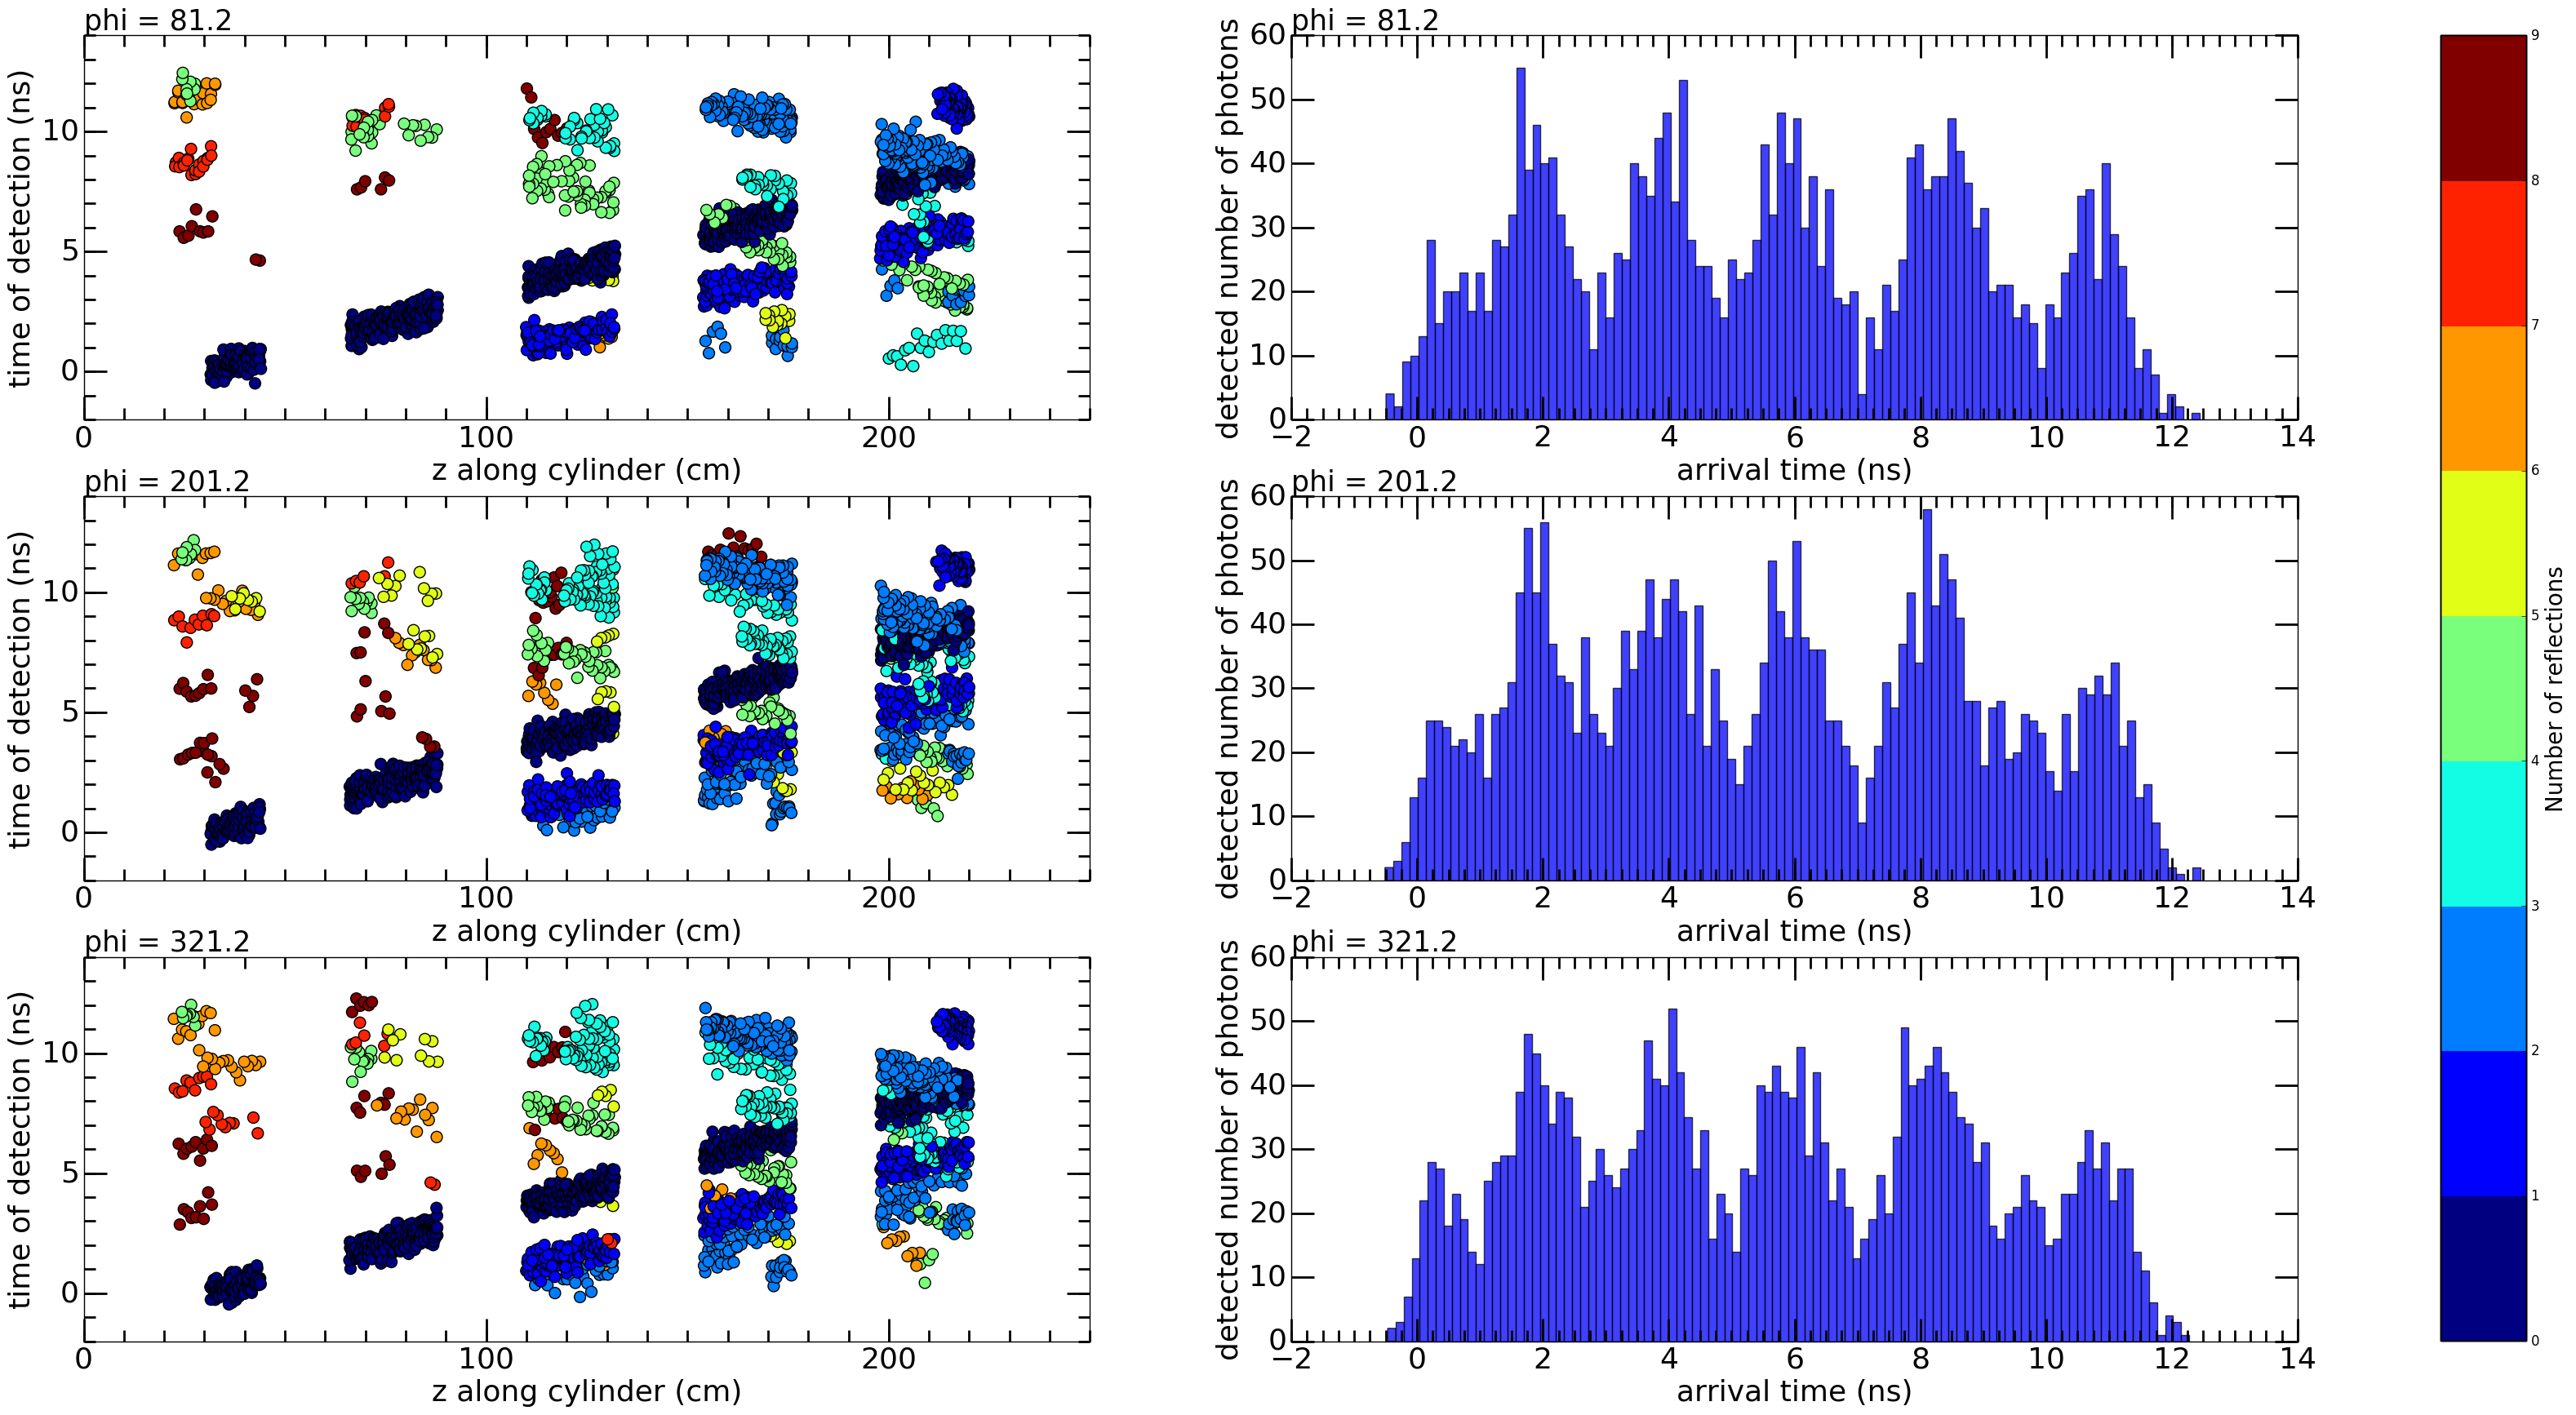 phi = 81.2
time of detection (ns)
10
5
0
0 100 200
z along cylinder (cm)
phi = 81.2
detected number of photons
60
50
40
30
20
10
0
−2 0 2 4 6 8 10 12 14
arrival time (ns)
phi = 201.2
time of detection (ns)
10
5
0
0 100 200
z along cylinder (cm)
phi = 201.2
detected number of photons
60
50
40
30
20
10
0
−2 0 2 4 6 8 10 12 14
arrival time (ns)
phi = 321.2
time of detection (ns)
10
5
0
0 100 200
z along cylinder (cm)
phi = 321.2
detected number of photons
60
50
40
30
20
10
0
−2 0 2 4 6 8 10 12 14
arrival time (ns)
9
8
7
6
5
4
3
2
1
0
Number of reflections